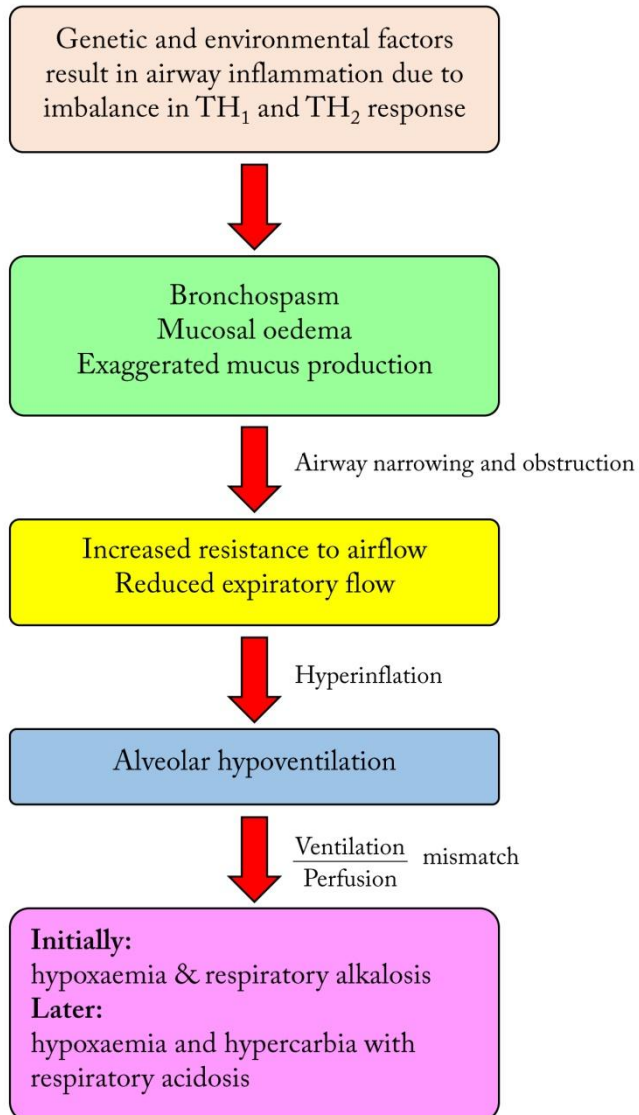 Genetic and environmental factors
result in airway inflammation due to
imbalance in TH₁ and TH₂ response
Bronchospasm
Mucosal oedema
Exaggerated mucus production
Airway narrowing and obstruction
Increased resistance to airflow
Reduced expiratory flow
Hyperinflation
Alveolar hypoventilation
Ventilation
Perfusion
mismatch
Initially:
hypoxaemia & respiratory alkalosis
Later:
hypoxaemia and hypercarbia with
respiratory acidosis